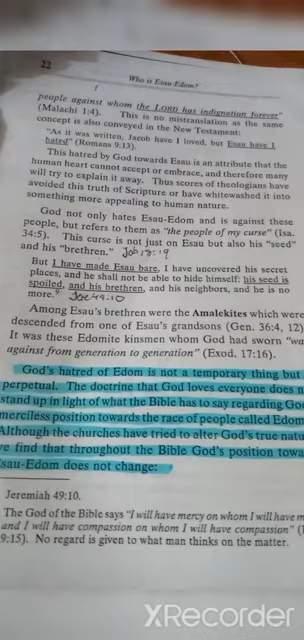 22
Who is Esau-Edom?
people against whom the LORD has indignation forever"
(Malachi 1:4). This is no mistranslation as the same
concept is also conveyed in the New Testament:
"As it was written, Jacob have I loved, but Esau have I
hated" (Romans 9:13).
This hatred by God towards Esau is an attribute that the
human heart cannot accept or embrace, and therefore many
will try to explain it away. Thus scores of theologians have
avoided this truth of Scripture or have whitewashed it into
something more appealing to human nature.
God not only hates Esau-Edom and is against these
people, but refers to them as "the people of my curse" (Isa.
34:5). This curse is not just on Esau but also his "seed"
and his "brethren." Job 18:19
But I have made Esau bare, I have uncovered his secret
places, and he shall not be able to hide himself: his seed is
spoiled, and his brethren, and his neighbors, and he is no
more.⁹ Jer 49:10
Among Esau's brethren were the Amalekites which were
descended from one of Esau's grandsons (Gen. 36:4, 12)
It was these Edomite kinsmen whom God had sworn "wa
against from generation to generation" (Exod. 17:16).
God's hatred of Edom is not a temporary thing but
perpetual. The doctrine that God loves everyone does n
stand up in light of what the Bible has to say regarding Go
merciless position towards the race of people called Edom
Although the churches have tried to alter God's true natu
we find that throughout the Bible God's position towa
Esau-Edom does not change:
Jeremiah 49:10.
The God of the Bible says "I will have mercy on whom I will have m
and I will have compassion on whom I will have compassion" (
9:15). No regard is given to what man thinks on the matter.
XRecorder